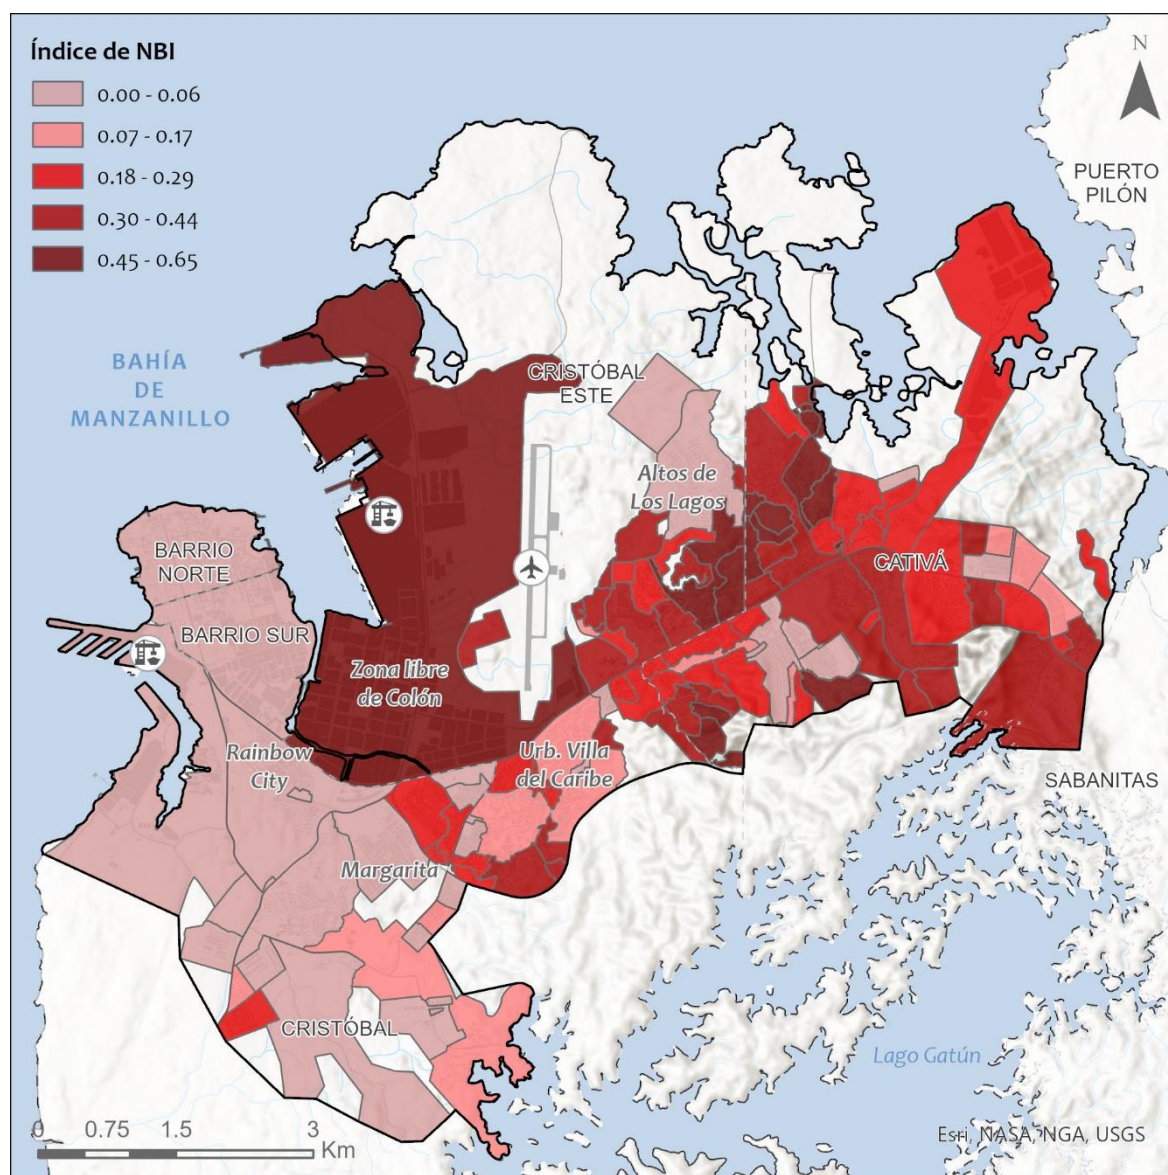 Índice de NBI
0.00 - 0.06
0.07 - 0.17
0.18 - 0.29
0.30 - 0.44
0.45 - 0.65
N
PUERTO
PILÓN
BAHÍA
DE
MANZANILLO
CRISTÓBAL
ESTE
Altos de
Los Lagos
BARRIO
NORTE
CATIVÁ
BARRIO SUR
Zona libre
de Colón
Rainbow
City
Urb. Villa
del Caribe
SABANITAS
Margarita
CRISTÓBAL
Lago Gatún
0 0.75 1.5 3
Km
Esri, NASA, NGA, USGS